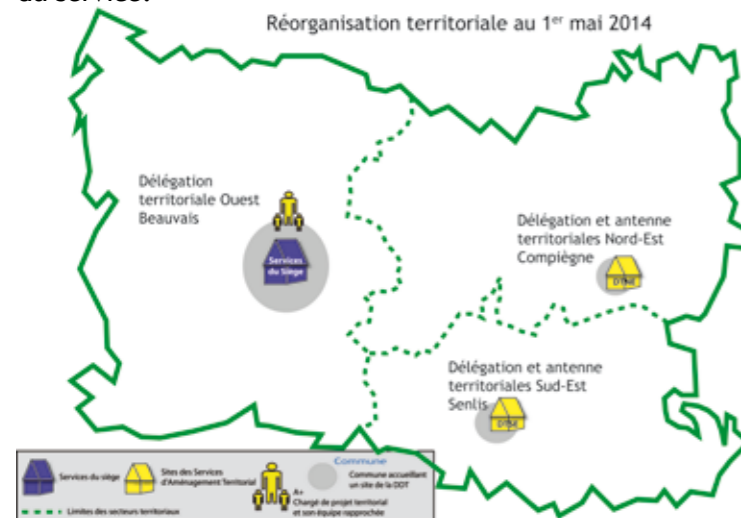 Réorganisation territoriale au 1er mai 2014
Délégation
territoriale Ouest
Beauvais
Services
du Siège
Délégation et antenne
territoriales Nord-Est
Compiègne
DTNE
Délégation et antenne
territoriales Sud-Est
Senlis
DTSE
Commune
Services du siège
Sites des Services
d'Aménagement Territorial
A+
Chargé de projet territorial
et son équipe rapprochée
Commune accueillant
un site de la DDT
Limites des secteurs territoriaux